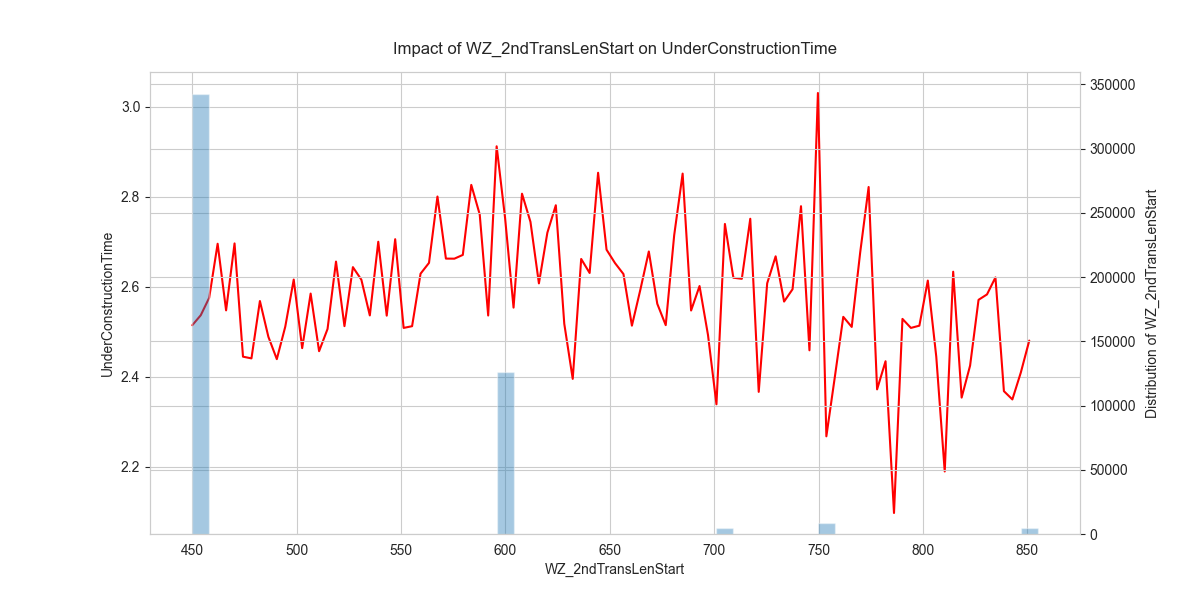 Impact of WZ_2ndTransLenStart on UnderConstructionTime
UnderConstructionTime
3.0
2.8
2.6
2.4
2.2
350000
300000
250000
200000
150000
100000
50000
0
Distribution of WZ_2ndTransLenStart
450 500 550 600 650 700 750 800 850
WZ_2ndTransLenStart